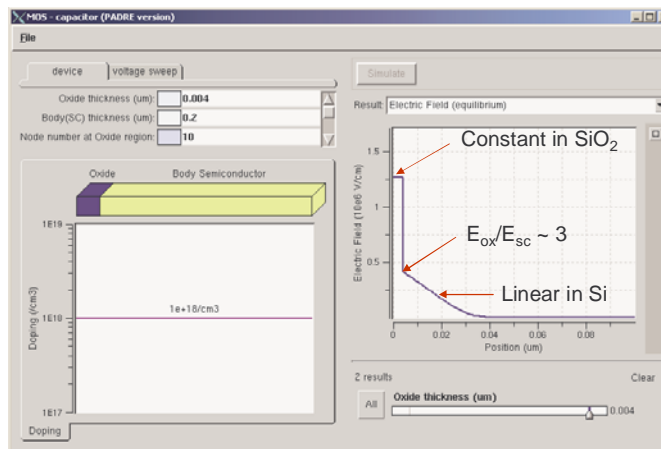 MOS - capacitor (PADRE version)
File
device
voltage sweep
Oxide thickness (um): 0.004
Body(SC) thickness (um): 0.2
Node number at Oxide region: 10
Oxide
Body Semiconductor
1E19
1E18
1E17
Doping (/cm3)
1e+18/cm3
Doping
Simulate
Result: Electric Field (equilibrium)
Electric Field (10e6 V/cm)
1.5
1
0.5
Constant in SiO2
Eox/Esc ~ 3
Linear in Si
0 0.02 0.04 0.06 0.08
Position (um)
2 results
Clear
All
Oxide thickness (um)
0.004